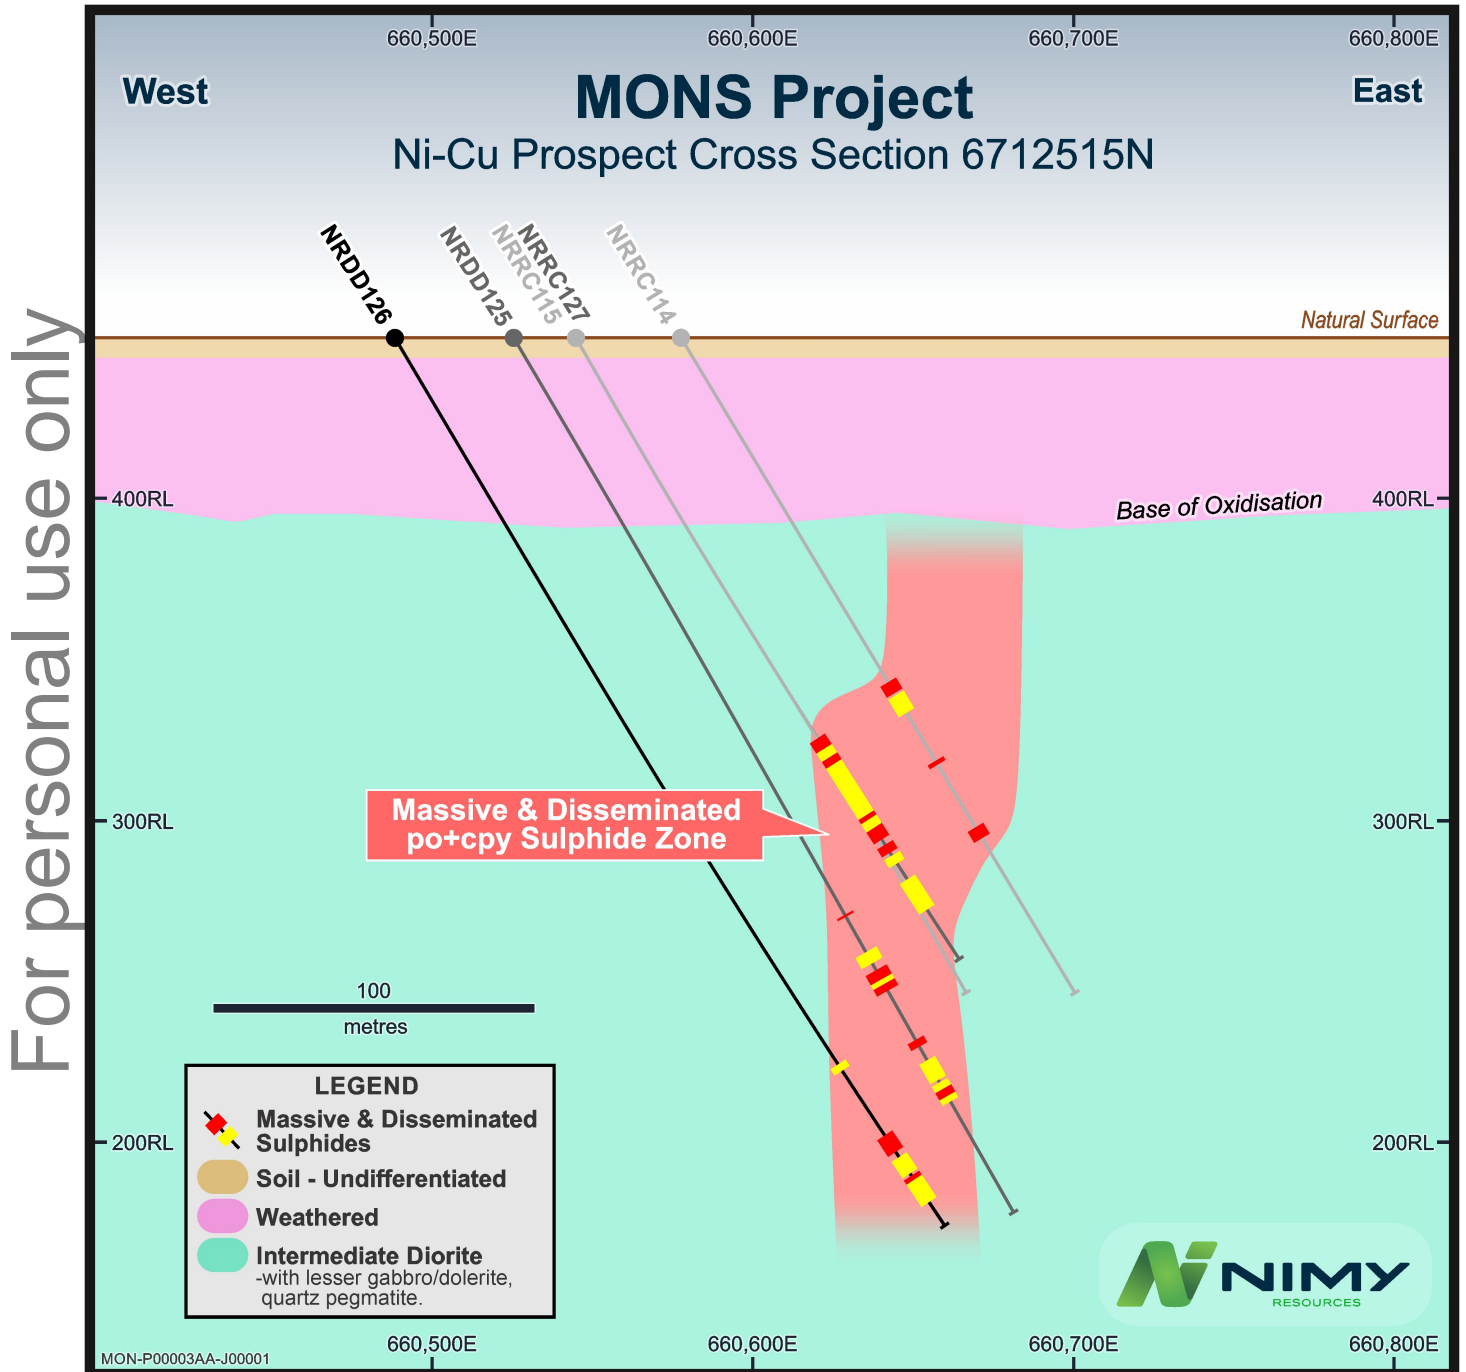 660,500E 660,600E 660,700E 660,800E
West
MONS Project
East
Ni-Cu Prospect Cross Section 6712515N
NRDD126
NRDD125
NRRC115
NRRC127
NRRC114
Natural Surface
400RL
Base of Oxidisation
400RL
300RL
Massive & Disseminated
po+cpy Sulphide Zone
300RL
100
metres
200RL
200RL
LEGEND
Massive & Disseminated
Sulphides
Soil - Undifferentiated
Weathered
Intermediate Diorite
-with lesser gabbro/dolerite,
quartz pegmatite.
NIMY
RESOURCES
660,500E 660,600E 660,700E 660,800E
MON-P00003AA-J00001
For personal use only